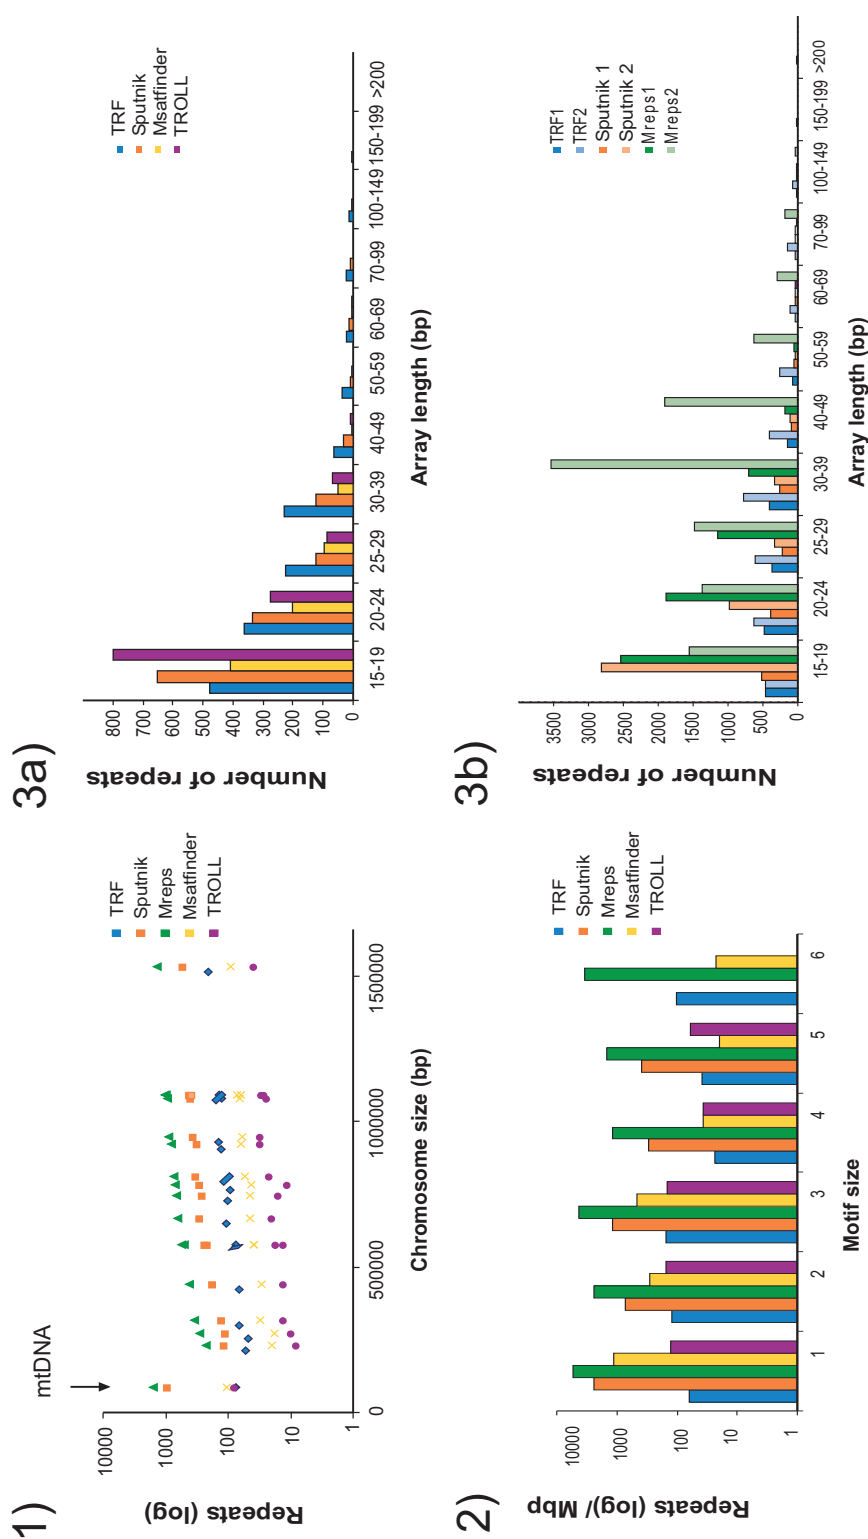 1)
mtDNA
Repeats (log)
10000
1000
100
10
1
0
500000
1000000
1500000
Chromosome size (bp)
TRF
Sputnik
Mreps
Msatfinder
TROLL
2)
Repeats (log)/ Mbp
10000
1000
100
10
1
1
2
3
4
5
6
Motif size
TRF
Sputnik
Mreps
Msatfinder
TROLL
3a)
Number of repeats
800
700
600
500
400
300
200
100
0
15-19
20-24
25-29
30-39
40-49
50-59
60-69
70-99
100-149
150-199
>200
Array length (bp)
TRF
Sputnik
Msatfinder
TROLL
3b)
Number of repeats
3500
3000
2500
2000
1500
1000
500
0
15-19
20-24
25-29
30-39
40-49
50-59
60-69
70-99
100-149
150-199
>200
Array length (bp)
TRF1
TRF2
Sputnik 1
Sputnik 2
Mreps1
Mreps2